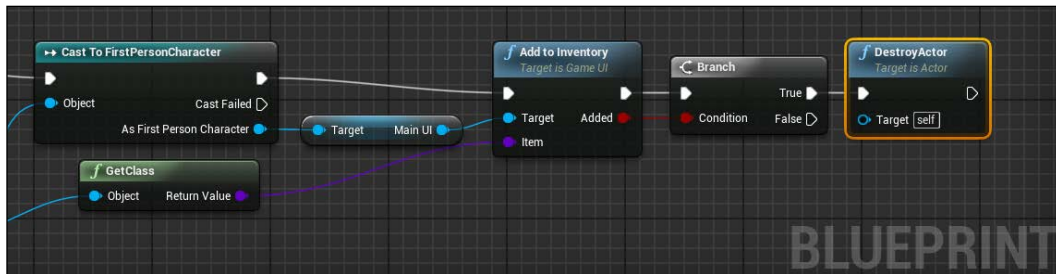 Cast To FirstPersonCharacter
Object
Cast Failed
As First Person Character
Target Main UI
GetClass
Object Return Value
f Add to Inventory
Target is Game UI
Target Added
Item
Branch
True
Condition False
f DestroyActor
Target is Actor
Target self
BLUEPRINT